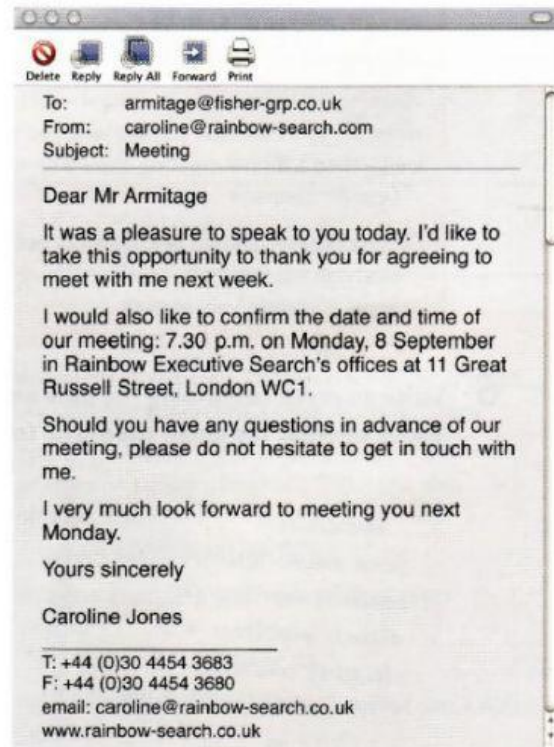 Delete Reply Reply All Forward Print
To: armitage@fisher-grp.co.uk
From: caroline@rainbow-search.com
Subject: Meeting
Dear Mr Armitage
It was a pleasure to speak to you today. I'd like to
take this opportunity to thank you for agreeing to
meet with me next week.
I would also like to confirm the date and time of
our meeting: 7.30 p.m. on Monday, 8 September
in Rainbow Executive Search's offices at 11 Great
Russell Street, London WC1.
Should you have any questions in advance of our
meeting, please do not hesitate to get in touch with
me.
I very much look forward to meeting you next
Monday.
Yours sincerely
Caroline Jones
T: +44 (0)30 4454 3683
F: +44 (0)30 4454 3680
email: caroline@rainbow-search.co.uk
www.rainbow-search.co.uk